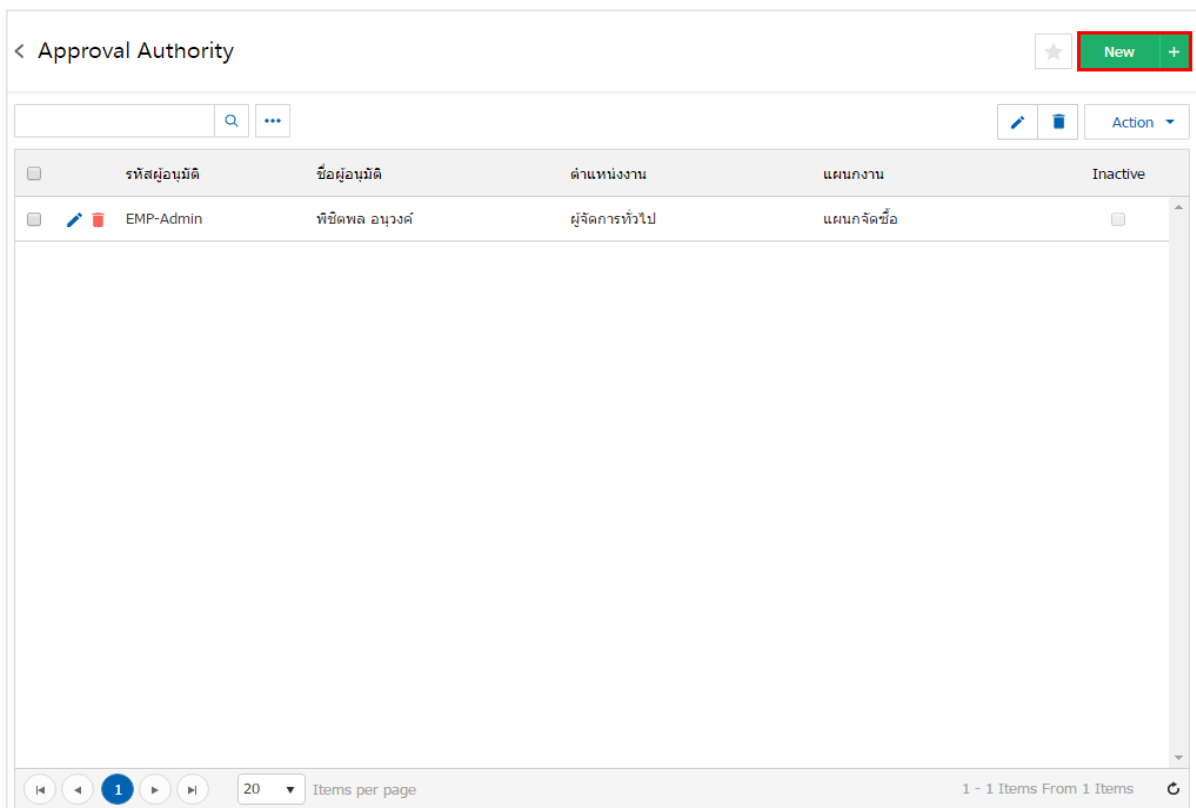 Approval Authority
New +
Action
รหัสผู้อนุมัติ ชื่อผู้อนุมัติ ตำแหน่งงาน แผนกงาน Inactive
EMP-Admin พิชิตพล อนุวงค์ ผู้จัดการทั่วไป แผนกจัดซื้อ
1 20 Items per page 1 - 1 Items From 1 Items